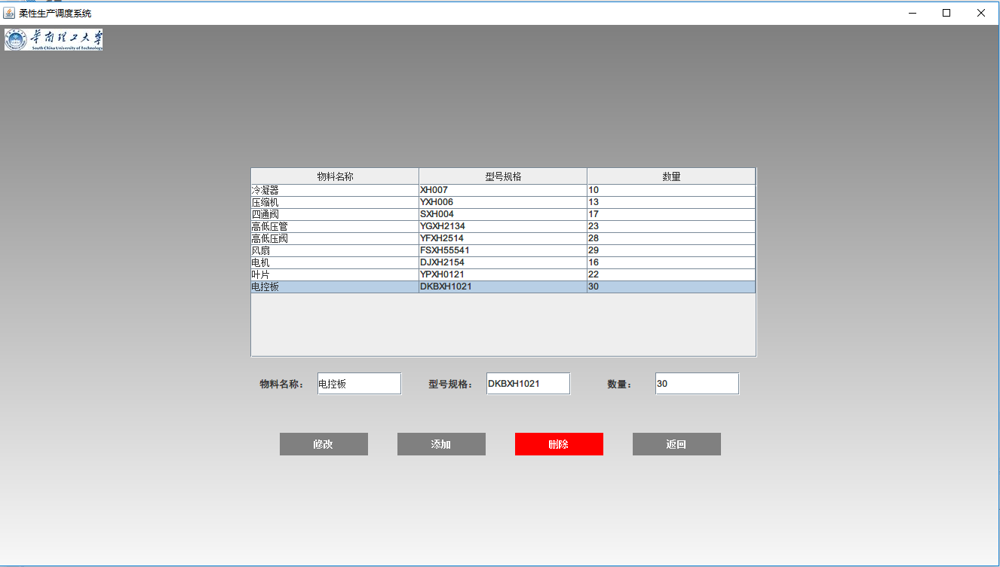 柔性生产调度系统
华南理工大学
South China University of Technology
物料名称 型号规格 数量
冷凝器 XH007 10
压缩机 YXH006 13
四通阀 SXH004 17
高低压管 YGXH2134 23
高低压阀 YFXH2514 28
风扇 FSXH55541 29
电机 DJXH2154 16
叶片 YPXH0121 22
电控板 DKBXH1021 30
物料名称： 电控板 型号规格： DKBXH1021 数量： 30
修改 添加 删除 返回